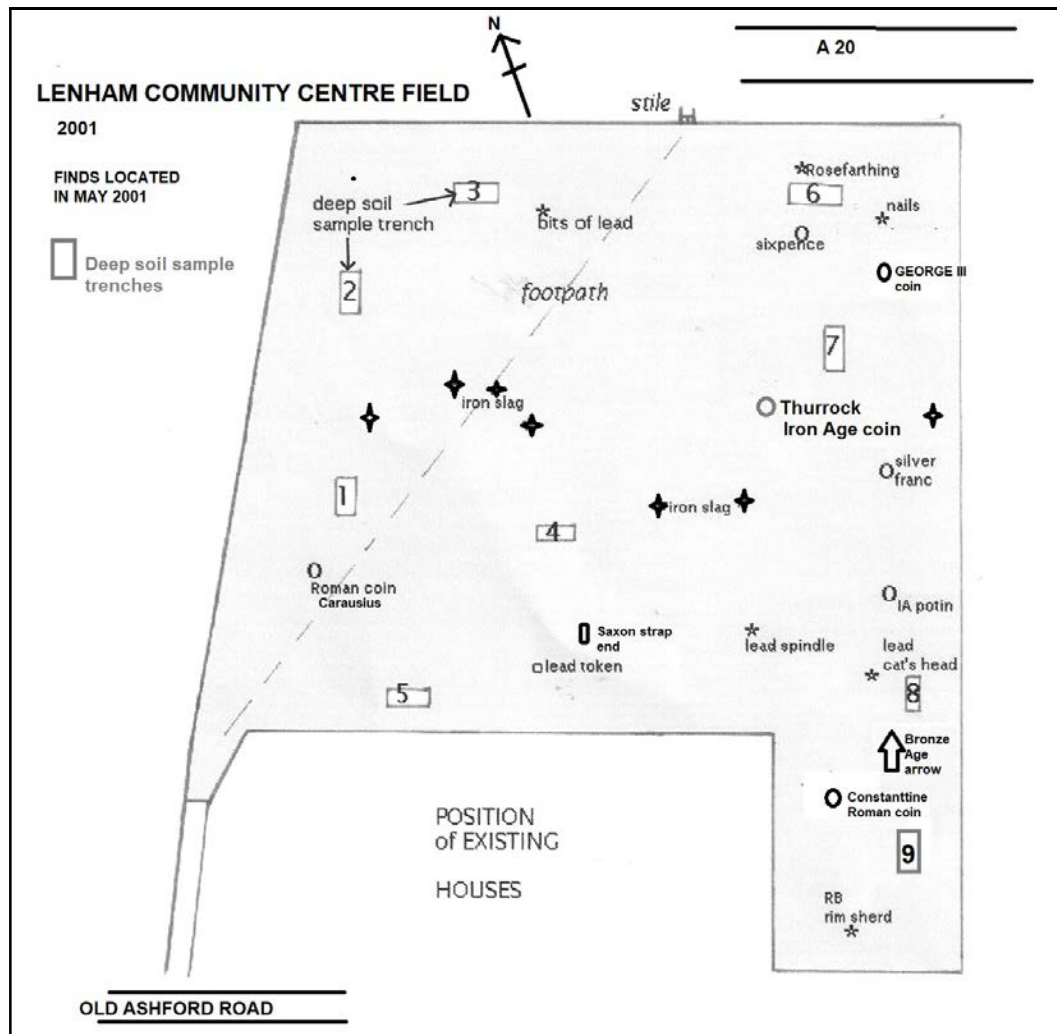 N
A 20
LENHAM COMMUNITY CENTRE FIELD
2001
FINDS LOCATED
IN MAY 2001
Deep soil sample
trenches
stile
deep soil
sample trench
3
bits of lead
Rosefarthing
6
nails
sixpence
GEORGE III
coin
2
footpath
7
iron slag
Thurrock
Iron Age coin
silver
franc
1
iron slag
4
Roman coin
Carausius
IA potin
Saxon strap
end
lead spindle
lead token
lead
cat's head
5
8
Bronze
Age
arrow
Constanttine
Roman coin
POSITION
of EXISTING
HOUSES
9
RB
rim sherd
OLD ASHFORD ROAD